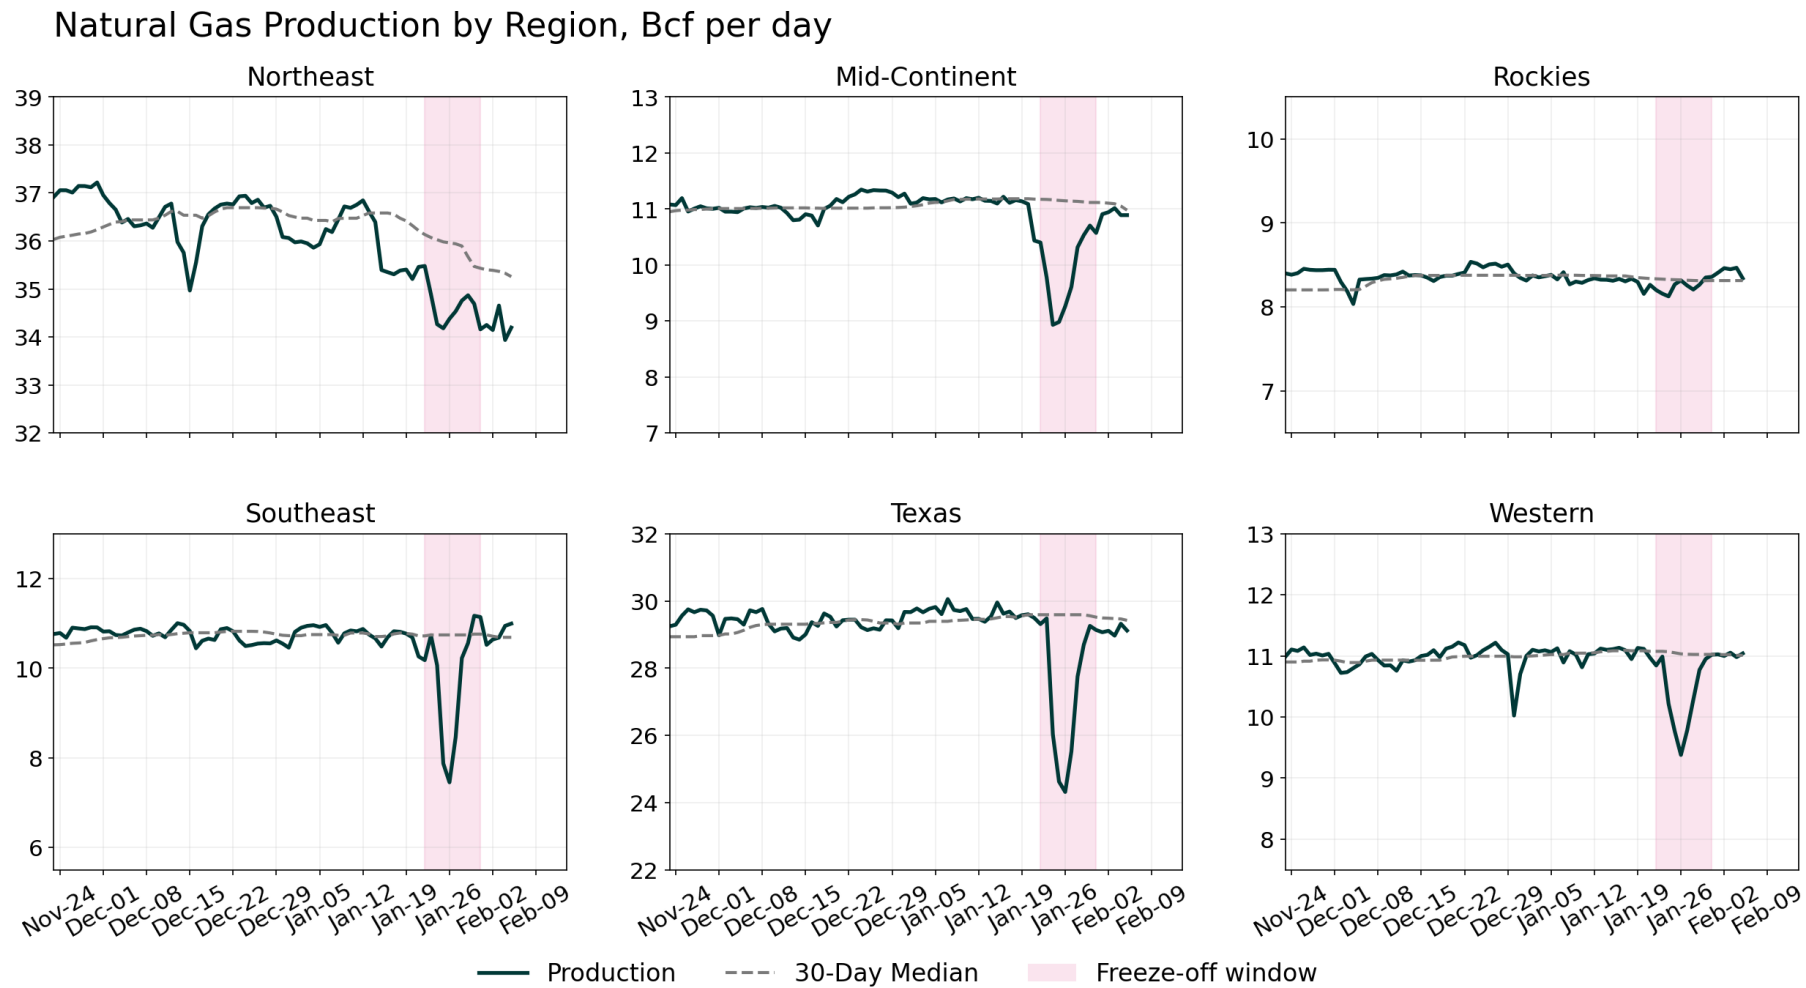 Natural Gas Production by Region, Bcf per day
Northeast
39
38
37
36
35
34
33
32
Mid-Continent
13
12
11
10
9
8
7
Rockies
10
9
8
7
Southeast
12
10
8
6
Nov-24
Dec-01
Dec-08
Dec-15
Dec-22
Dec-29
Jan-05
Jan-12
Jan-19
Jan-26
Feb-02
Feb-09
Texas
32
30
28
26
24
22
Nov-24
Dec-01
Dec-08
Dec-15
Dec-22
Dec-29
Jan-05
Jan-12
Jan-19
Jan-26
Feb-02
Feb-09
Western
13
12
11
10
9
8
Nov-24
Dec-01
Dec-08
Dec-15
Dec-22
Dec-29
Jan-05
Jan-12
Jan-19
Jan-26
Feb-02
Feb-09
Production
30-Day Median
Freeze-off window